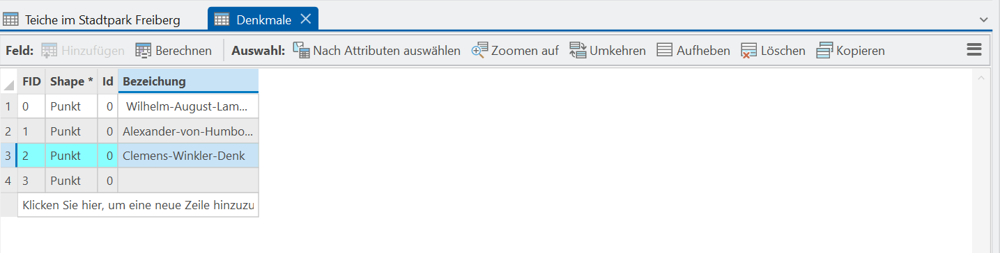 Teiche im Stadtpark Freiberg Denkmale
Feld: Hinzufügen Berechnen Auswahl: Nach Attributen auswählen Zoomen auf Umkehren Aufheben Löschen Kopieren
FID Shape * Id Bezeichung
1 0 Punkt 0 Wilhelm-August-Lam...
2 1 Punkt 0 Alexander-von-Humbo...
3 2 Punkt 0 Clemens-Winkler-Denk
4 3 Punkt 0
Klicken Sie hier, um eine neue Zeile hinzuzu